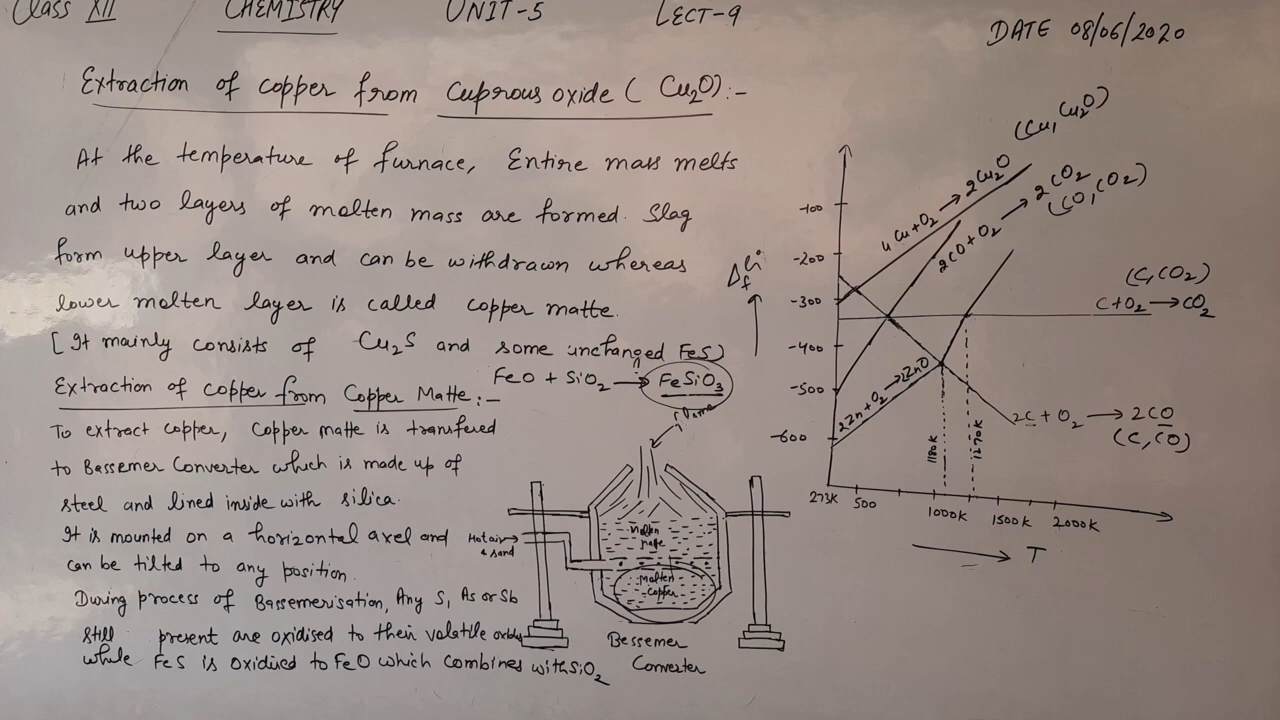 Class XII CHEMISTRY UNIT-5 LECT-9
DATE 08/06/2020
Extraction of copper from cuprous oxide ( Cu₂O):-
At the temperature of furnace, Entire mass melts
and two layers of molten mass are formed. Slag
form upper layer and can be withdrawn whereas
lower molten layer is called copper matte.
[It mainly consists of Cu₂S and some unchanged FeS)
FeO + SiO₂ → FeSiO₃
Extraction of copper from Copper Matte:-
To extract copper, Copper matte is transfered
to Bassemer Converter which is made up of
steel and lined inside with silica.
It is mounted on a horizontal axel and
can be tilted to any position.
During process of Bassemerisation, Any S, As or Sb
still present are oxidised to their volatile
while FeS is oxidised to FeO which combines with SiO₂
Hot air
& sand
molten
copper
Bessemer
Converter
(Cu, Cu₂O)
4Cu + O₂ → 2Cu₂O
2CO + O₂ → 2CO₂
(CO, CO₂)
(C, CO₂)
C + O₂ → CO₂
2Zn + O₂ → 2ZnO
2C + O₂ → 2CO
(C, CO)
-100
-200
-300
-400
-500
-600
1180K
1270K
273K 500 1000K 1500K 2000K
T